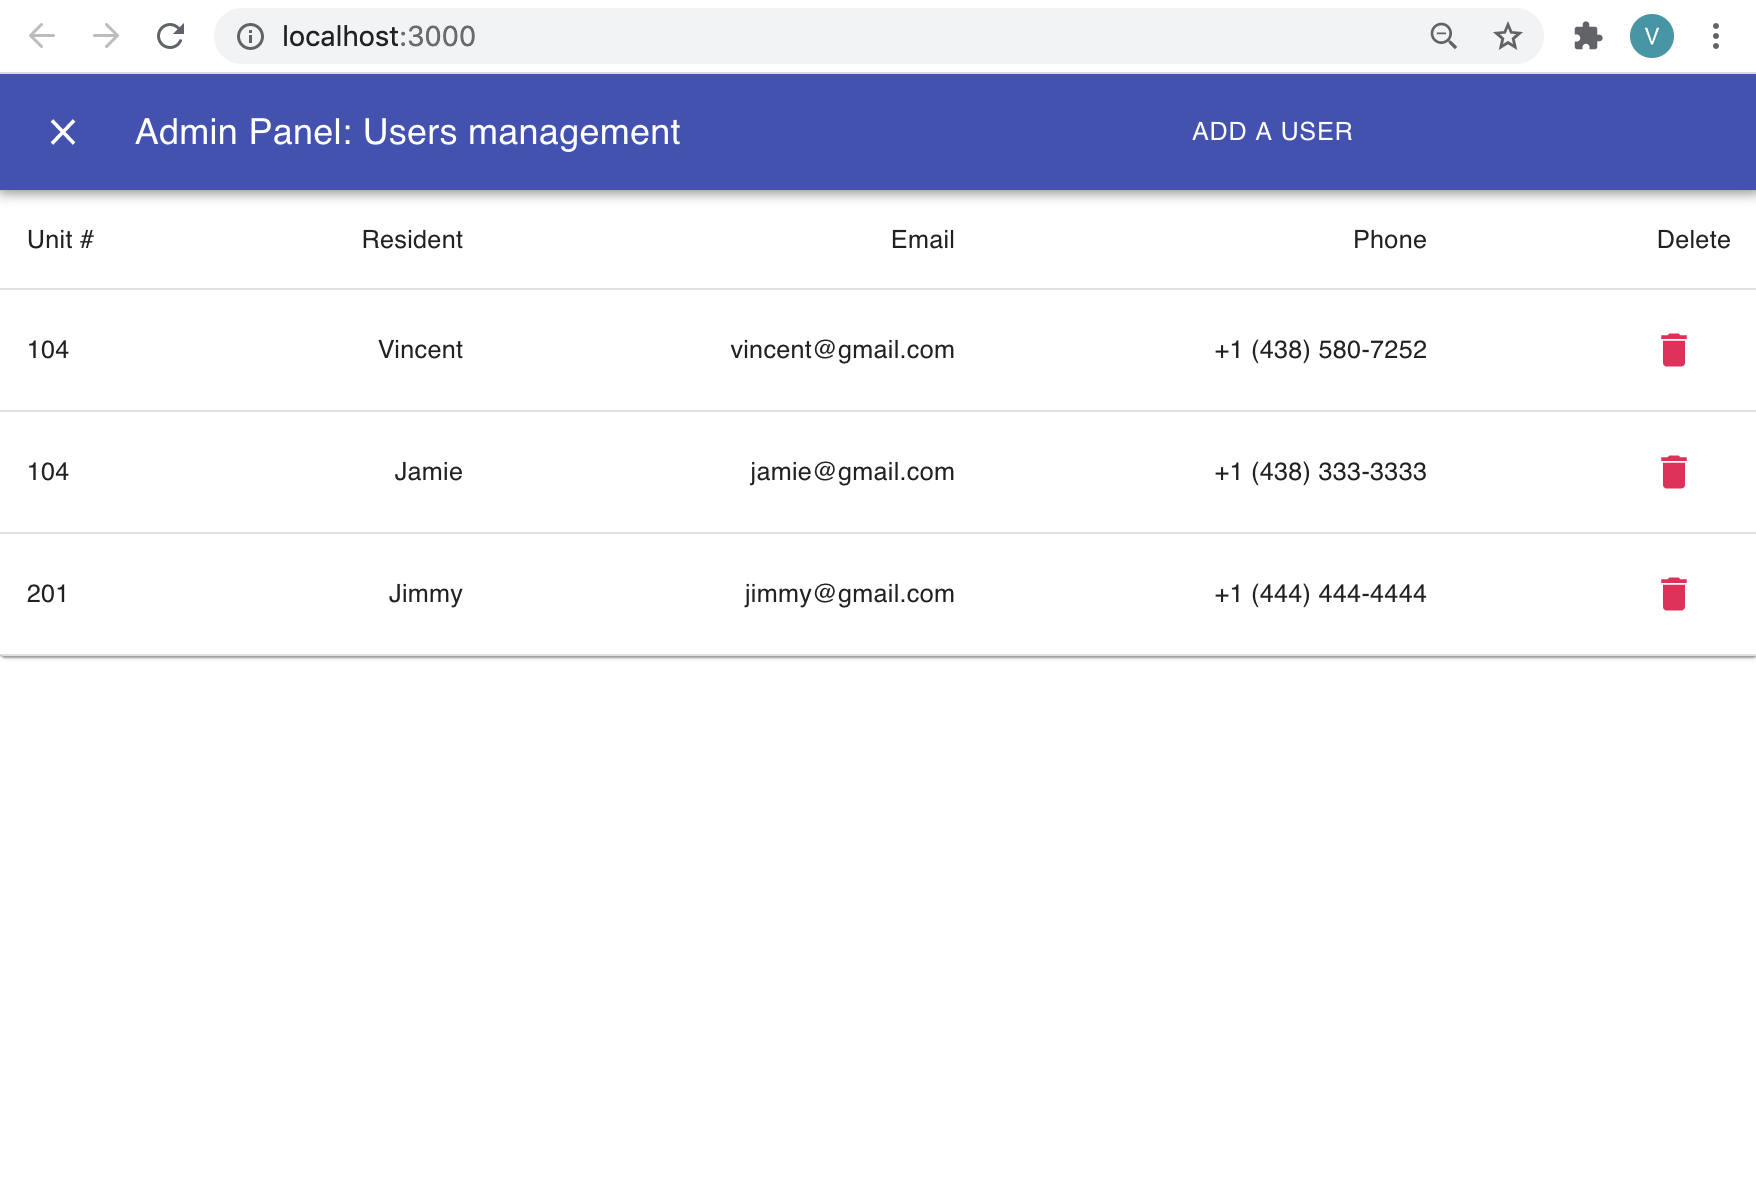 localhost:3000
V
Admin Panel: Users management ADD A USER
Unit # Resident Email Phone Delete
104 Vincent vincent@gmail.com +1 (438) 580-7252
104 Jamie jamie@gmail.com +1 (438) 333-3333
201 Jimmy jimmy@gmail.com +1 (444) 444-4444